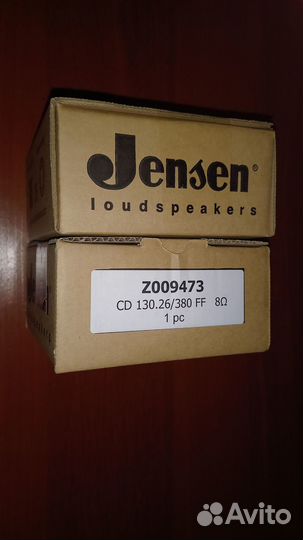 Jensen®
loudspeakers
Z009473
CD 130.26/380 FF 8Ω
1 pc
Avito